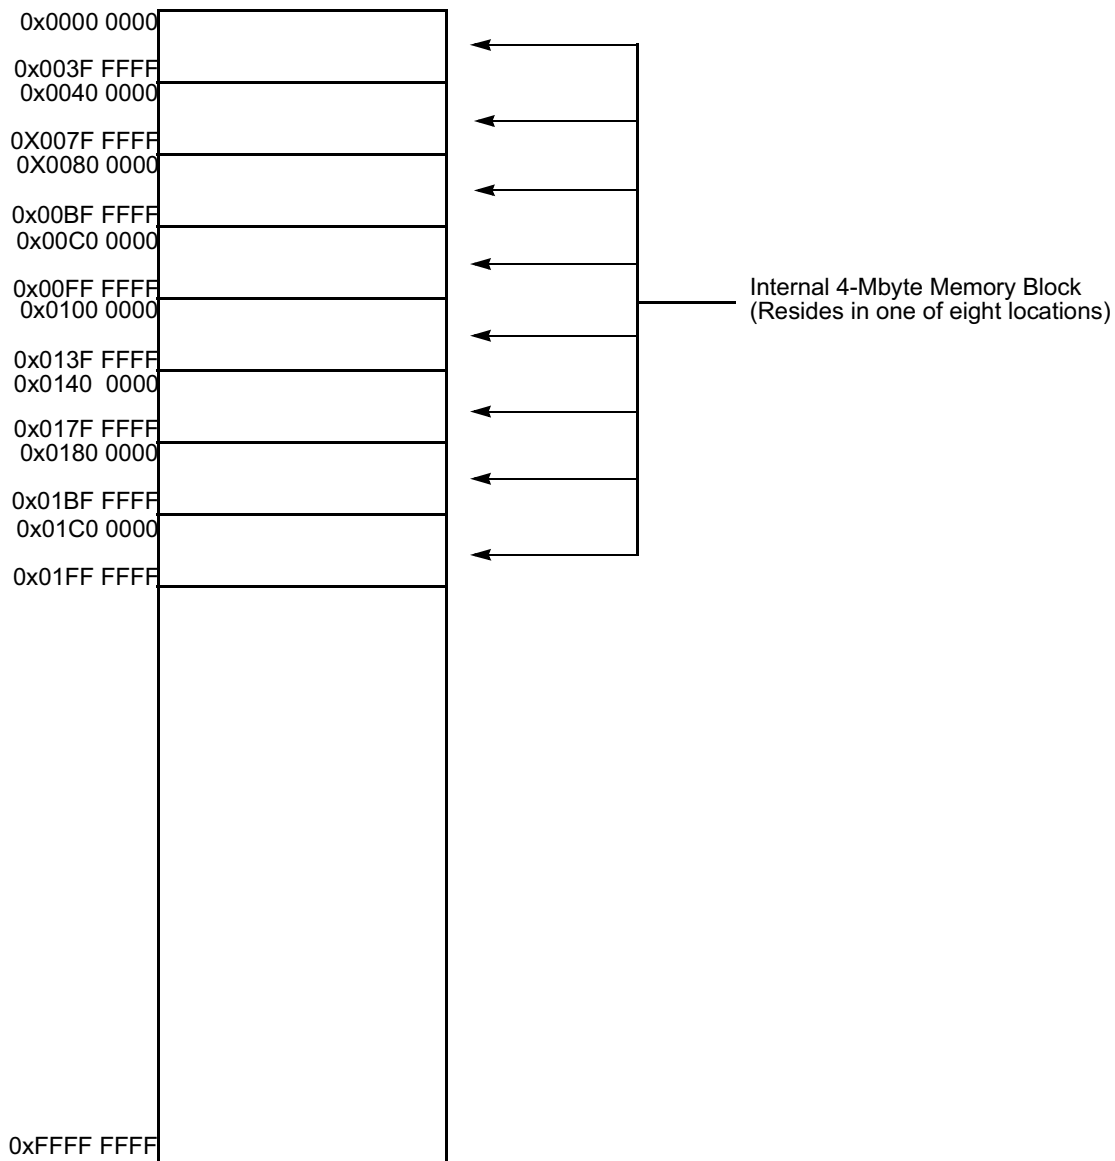 0x0000 0000
0x003F FFFF
0x0040 0000
0X007F FFFF
0X0080 0000
0x00BF FFFF
0x00C0 0000
0x00FF FFFF
0x0100 0000
0x013F FFFF
0x0140  0000
0x017F FFFF
0x0180 0000
0x01BF FFFF
0x01C0 0000
0x01FF FFFF
0xFFFF FFFF
Internal 4-Mbyte Memory Block
(Resides in one of eight locations)